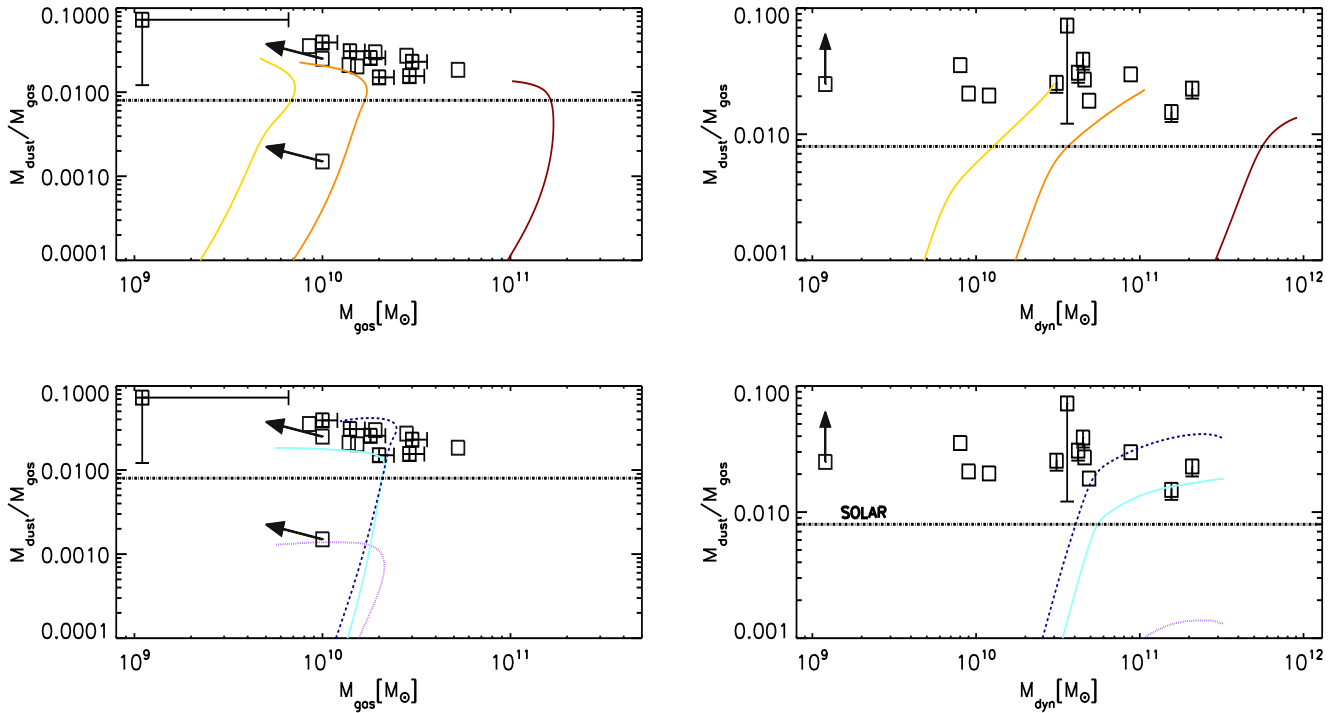 0.1000
0.0100
0.0010
0.0001
M_dust/M_gas
10^9 10^10 10^11
M_gas[M_⊙]
0.100
0.010
0.001
M_dust/M_gas
10^10 10^11 10^12
M_dyn[M_⊙]
0.1000
0.0100
0.0010
0.0001
M_dust/M_gas
10^9 10^10 10^11
M_gas[M_⊙]
0.100
0.010
0.001
M_dust/M_gas
SOLAR
10^9 10^10 10^11 10^12
M_dyn[M_⊙]